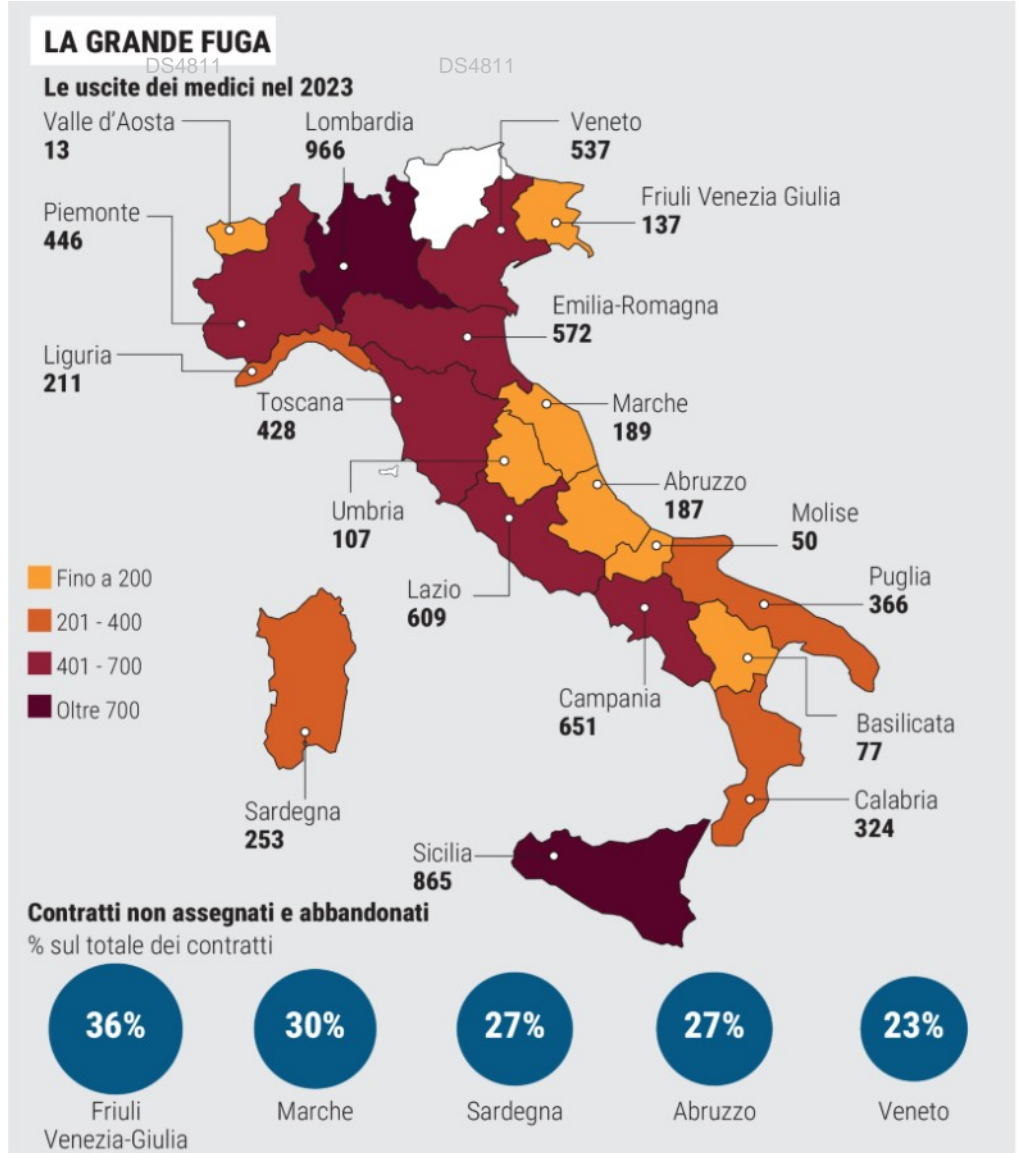 LA GRANDE FUGA
DS4811
DS4811
Le uscite dei medici nel 2023
Valle d'Aosta
13
Lombardia
966
Veneto
537
Piemonte
446
Friuli Venezia Giulia
137
Emilia-Romagna
572
Liguria
211
Toscana
428
Marche
189
Umbria
107
Abruzzo
187
Molise
50
Lazio
609
Puglia
366
Fino a 200
201 - 400
401 - 700
Oltre 700
Campania
651
Basilicata
77
Sardegna
253
Calabria
324
Sicilia
865
Contratti non assegnati e abbandonati
% sul totale dei contratti
36%
30%
27%
27%
23%
Friuli
Venezia-Giulia
Marche
Sardegna
Abruzzo
Veneto